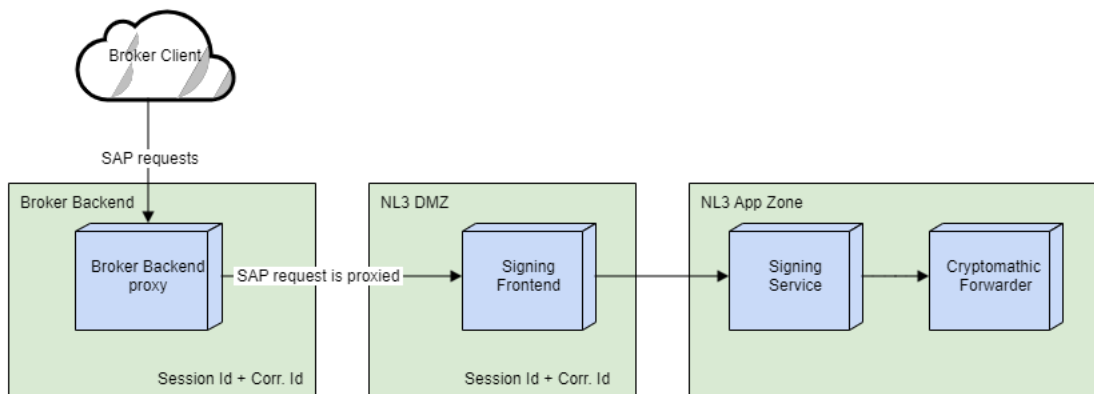 Broker Client
SAP requests
Broker Backend
Broker Backend
proxy
SAP request is proxied
Session Id + Corr. Id
NL3 DMZ
Signing
Frontend
Session Id + Corr. Id
NL3 App Zone
Signing
Service
Cryptomathic
Forwarder